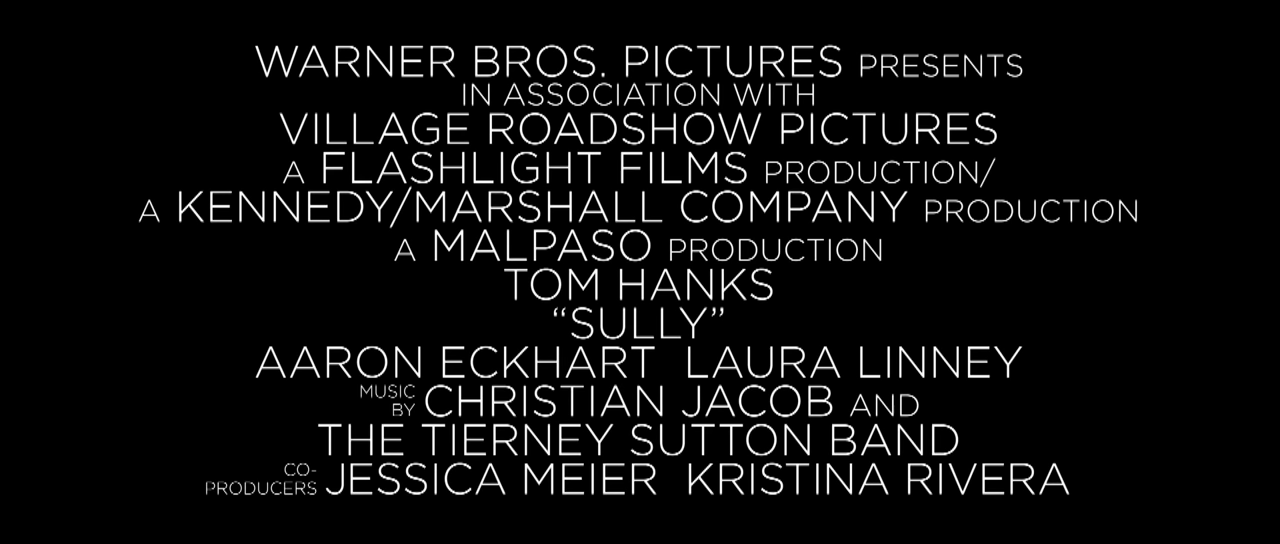 WARNER BROS. PICTURES PRESENTS
IN ASSOCIATION WITH
VILLAGE ROADSHOW PICTURES
A FLASHLIGHT FILMS PRODUCTION/
A KENNEDY/MARSHALL COMPANY PRODUCTION
A MALPASO PRODUCTION
TOM HANKS
“SULLY”
AARON ECKHART LAURA LINNEY
MUSIC BY CHRISTIAN JACOB AND
THE TIERNEY SUTTON BAND
CO-PRODUCERS JESSICA MEIER KRISTINA RIVERA